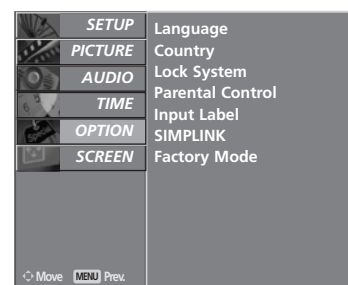 SETUP
PICTURE
AUDIO
TIME
OPTION
SCREEN
Language
Country
Lock System
Parental Control
Input Label
SIMPLINK
Factory Mode
Move MENU Prev.